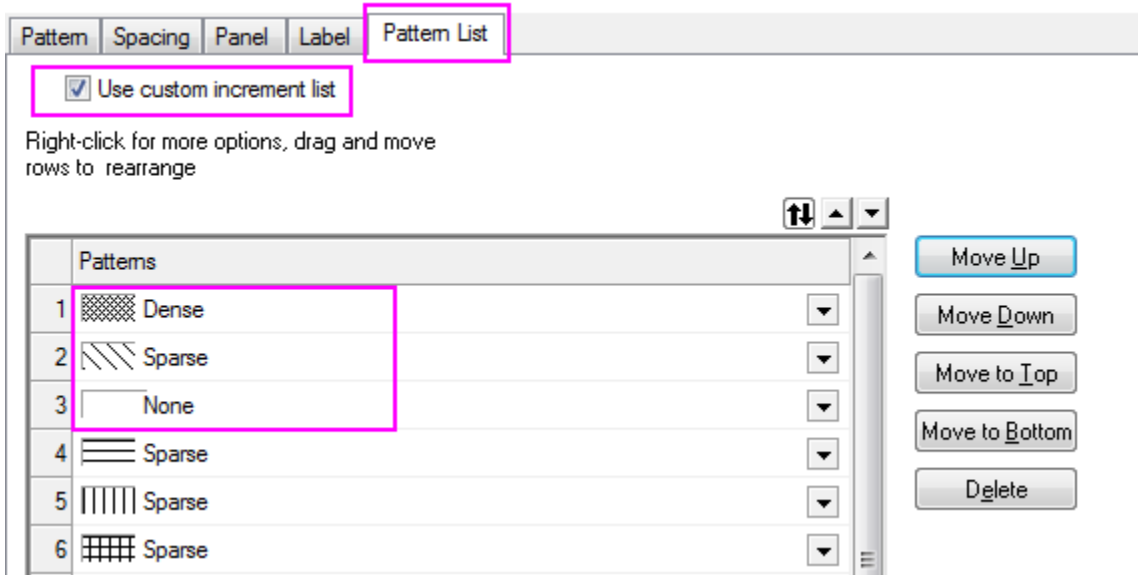 Pattern Spacing Panel Label Pattern List
Use custom increment list
Right-click for more options, drag and move
rows to rearrange
Patterns
1 Dense
2 Sparse
3 None
4 Sparse
5 Sparse
6 Sparse
Move Up
Move Down
Move to Top
Move to Bottom
Delete